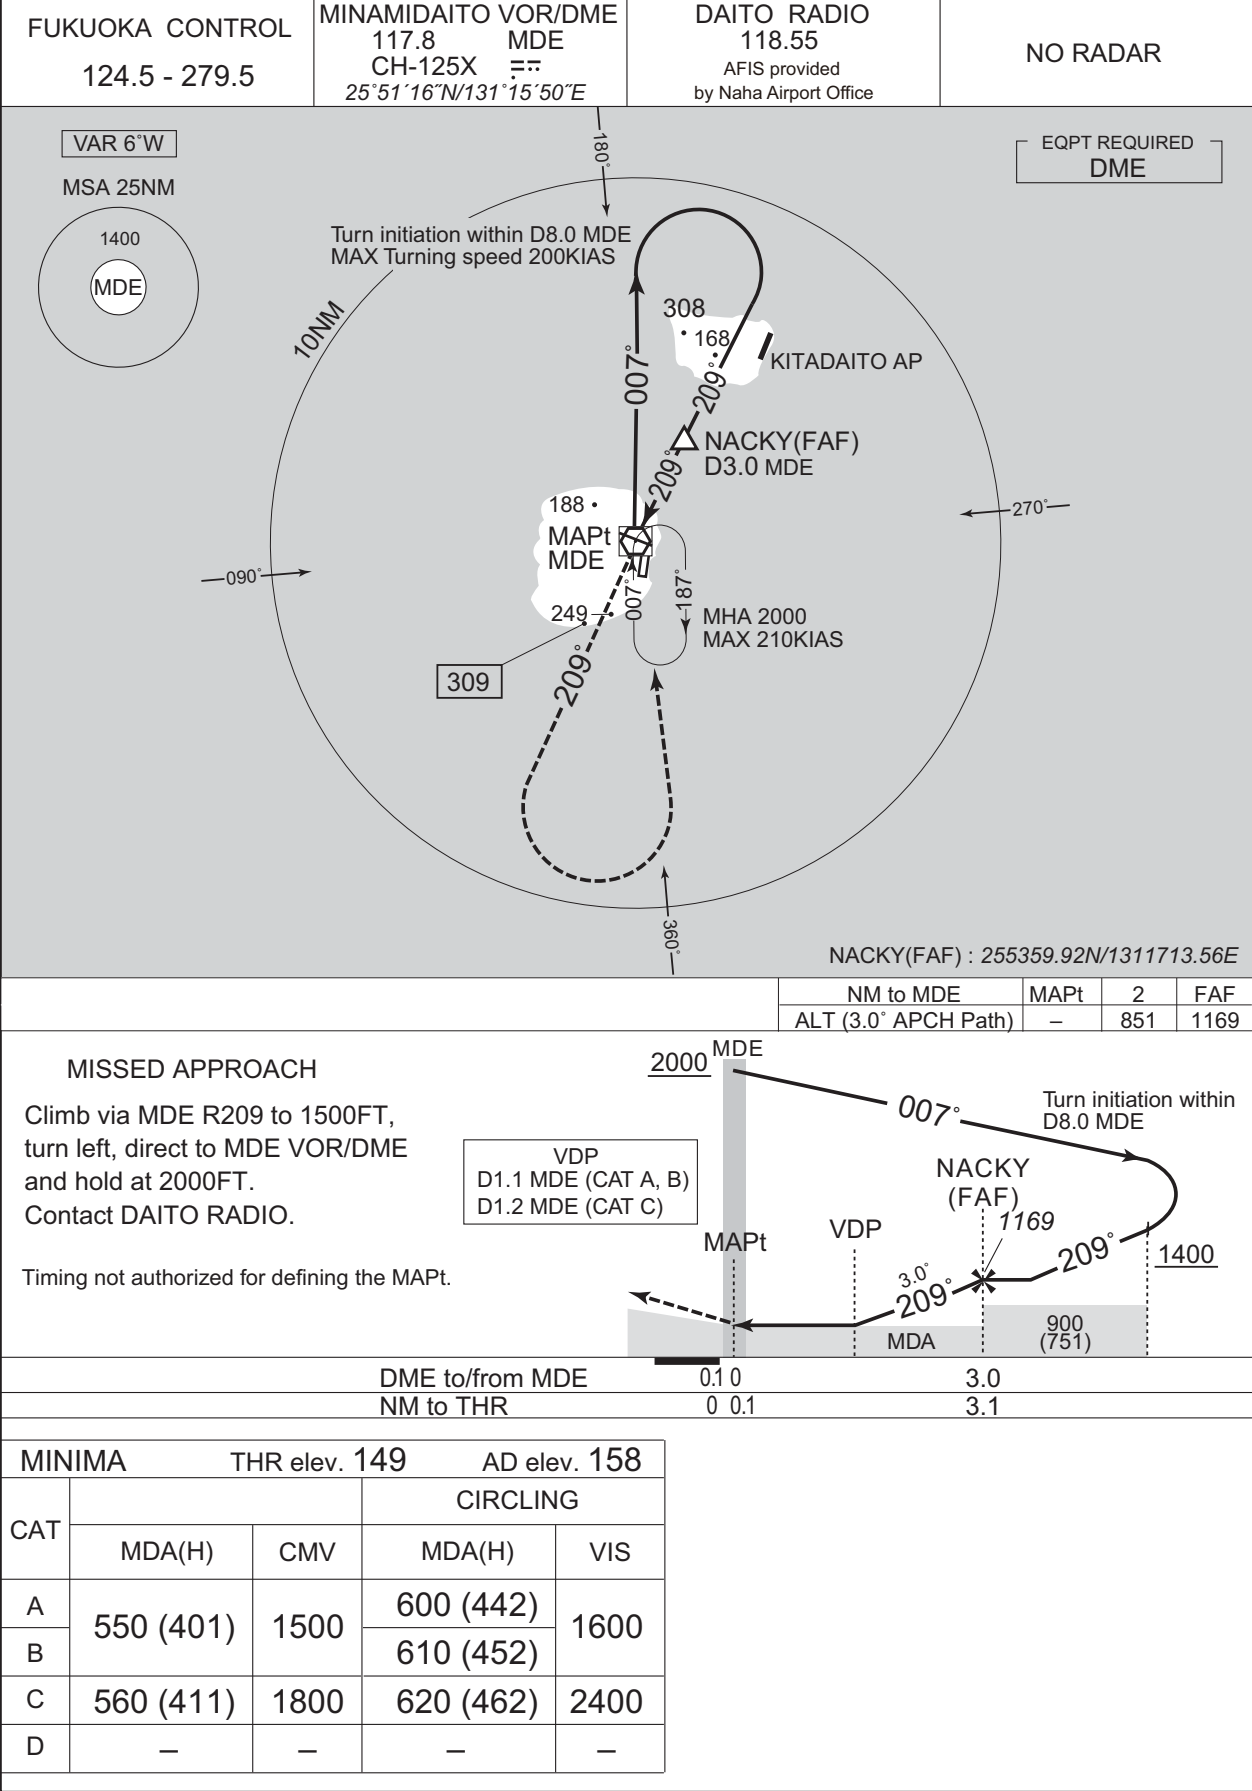 FUKUOKA CONTROL
124.5 - 279.5
MINAMIDAITO VOR/DME
117.8 MDE
CH-125X
25°51´16˝N/131°15´50˝E
DAITO RADIO
118.55
AFIS provided
by Naha Airport Office
NO RADAR
VAR 6°W
MSA 25NM
1400
MDE
180°
EQPT REQUIRED
DME
Turn initiation within D8.0 MDE
MAX Turning speed 200KIAS
10NM
308
168
KITADAITO AP
007°
209°
NACKY(FAF)
D3.0 MDE
209°
188
MAPt
MDE
270°
090°
007°
187°
249
MHA 2000
MAX 210KIAS
309
209°
360°
NACKY(FAF) : 255359.92N/1311713.56E
NM to MDE MAPt 2 FAF
ALT (3.0° APCH Path) – 851 1169
MISSED APPROACH
Climb via MDE R209 to 1500FT,
turn left, direct to MDE VOR/DME
and hold at 2000FT.
Contact DAITO RADIO.
Timing not authorized for defining the MAPt.
VDP
D1.1 MDE (CAT A, B)
D1.2 MDE (CAT C)
MDE
2000
007°
Turn initiation within
D8.0 MDE
NACKY
(FAF)
1169
MAPt
VDP
209°
1400
3.0°
209°
MDA
900
(751)
DME to/from MDE 0.1 0 3.0
NM to THR 0 0.1 3.1
MINIMA THR elev. 149 AD elev. 158
CAT
CIRCLING
MDA(H) CMV MDA(H) VIS
A 550 (401) 1500 600 (442) 1600
B 610 (452)
C 560 (411) 1800 620 (462) 2400
D – – – –